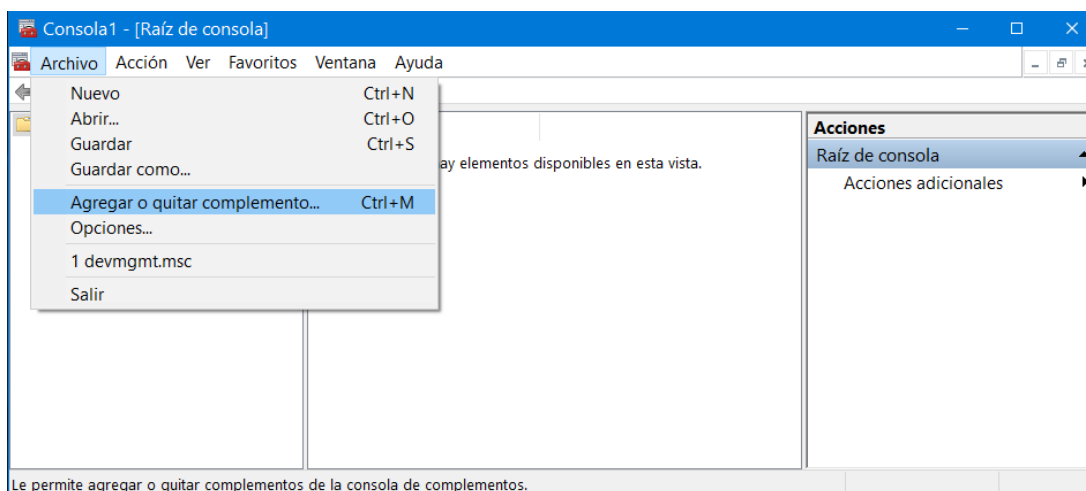 Consola1 - [Raíz de consola]
Archivo Acción Ver Favoritos Ventana Ayuda
Nuevo Ctrl+N
Abrir... Ctrl+O
Guardar Ctrl+S
Guardar como...
Agregar o quitar complemento... Ctrl+M
Opciones...
1 devmgmt.msc
Salir
elementos disponibles en esta vista.
Acciones
Raíz de consola
Acciones adicionales
Le permite agregar o quitar complementos de la consola de complementos.